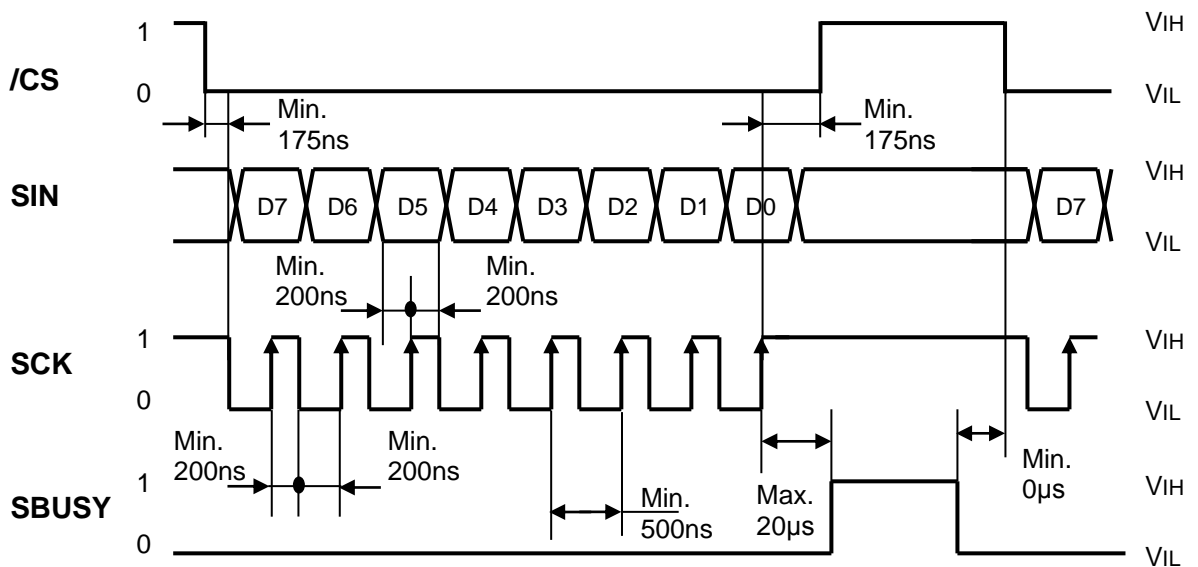 1
VIH
/CS
0
VIL
Min.
175ns
Min.
175ns
SIN
VIH
D7
D6
D5
D4
D3
D2
D1
D0
D7
VIL
Min.
200ns
Min.
200ns
1
VIH
SCK
0
VIL
Min.
200ns
Min.
200ns
Min.
500ns
Max.
20µs
Min.
0µs
1
VIH
SBUSY
0
VIL